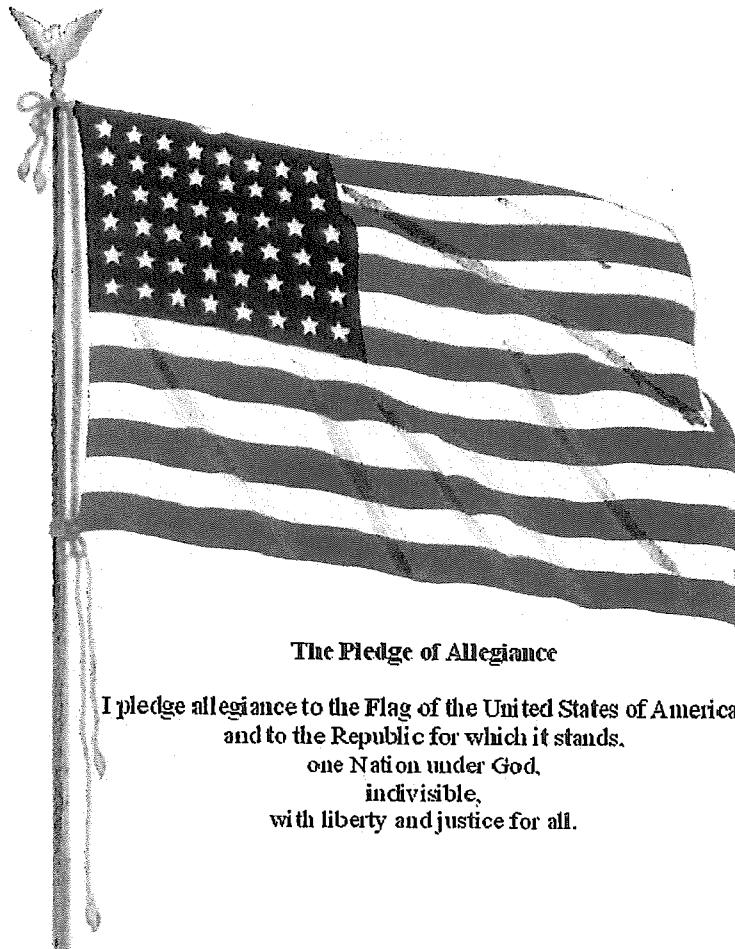 The Pledge of Allegiance
I pledge allegiance to the Flag of the United States of America
and to the Republic for which it stands.
one Nation under God,
indivisible,
with liberty and justice for all.